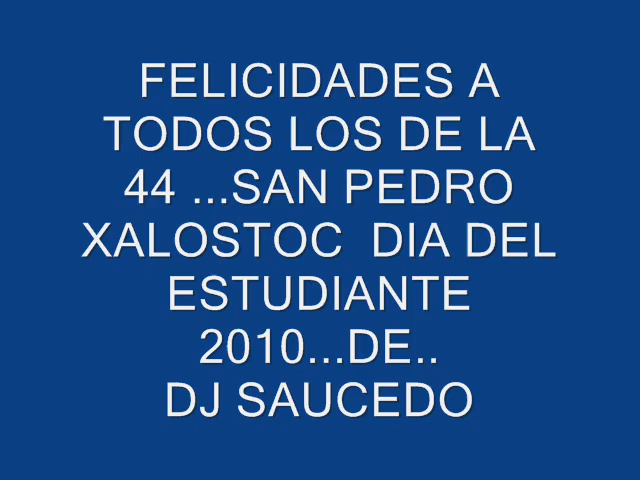 FELICIDADES A
TODOS LOS DE LA
44 ...SAN PEDRO
XALOSTOC  DIA DEL
ESTUDIANTE
2010...DE..
DJ SAUCEDO